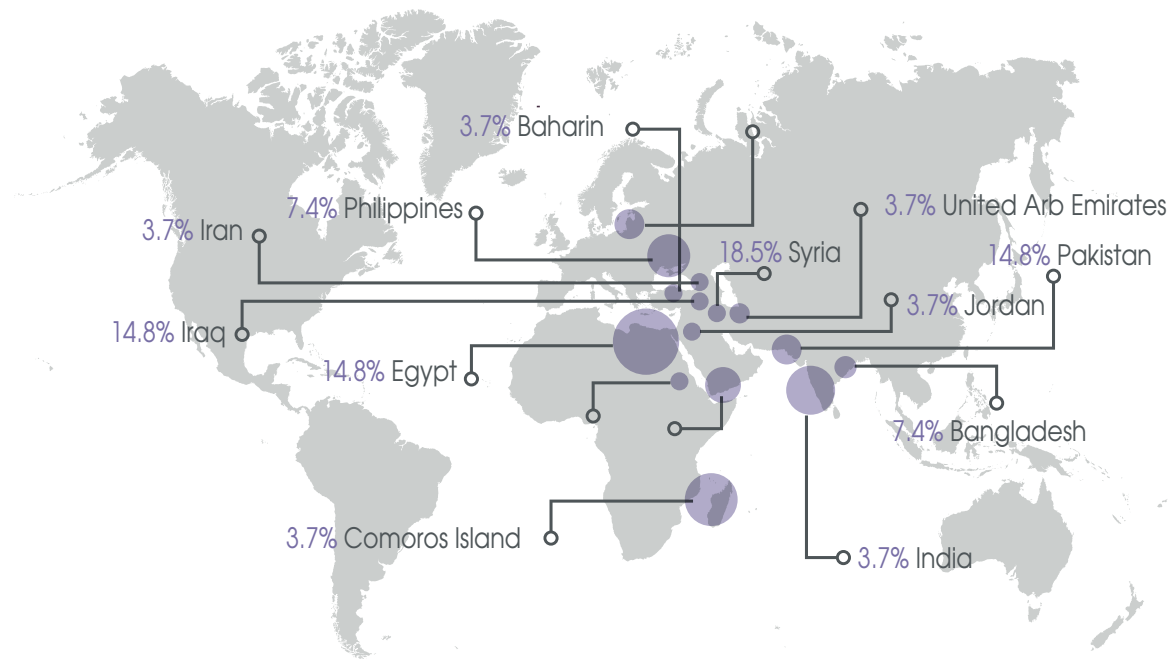 3.7% Baharin
7.4% Philippines
3.7% United Arb Emirates
3.7% Iran
18.5% Syria
14.8% Pakistan
3.7% Jordan
14.8% Iraq
14.8% Egypt
7.4% Bangladesh
3.7% Comoros Island
3.7% India